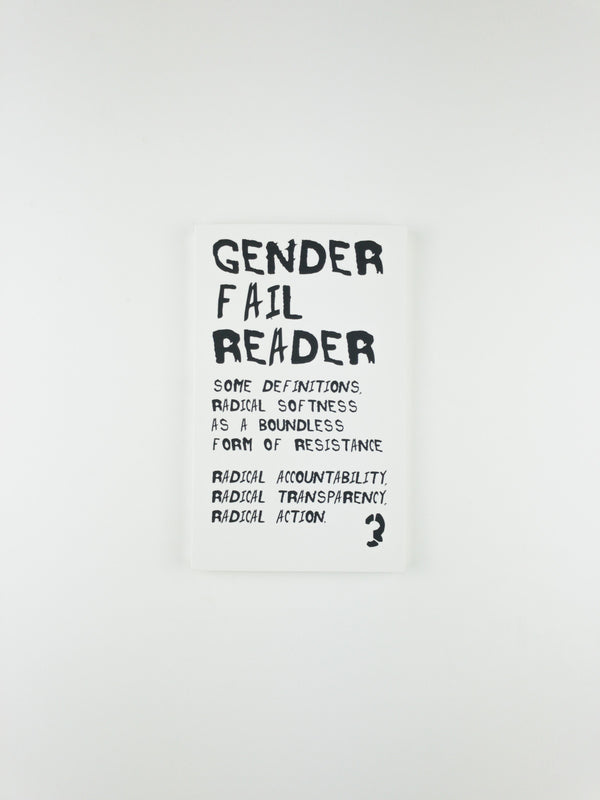 GENDER
FAIL
READER
SOME DEFINITIONS,
RADICAL SOFTNESS
AS A BOUNDLESS
FORM OF RESISTANCE
RADICAL ACCOUNTABILITY,
RADICAL TRANSPARENCY,
RADICAL ACTION.
3